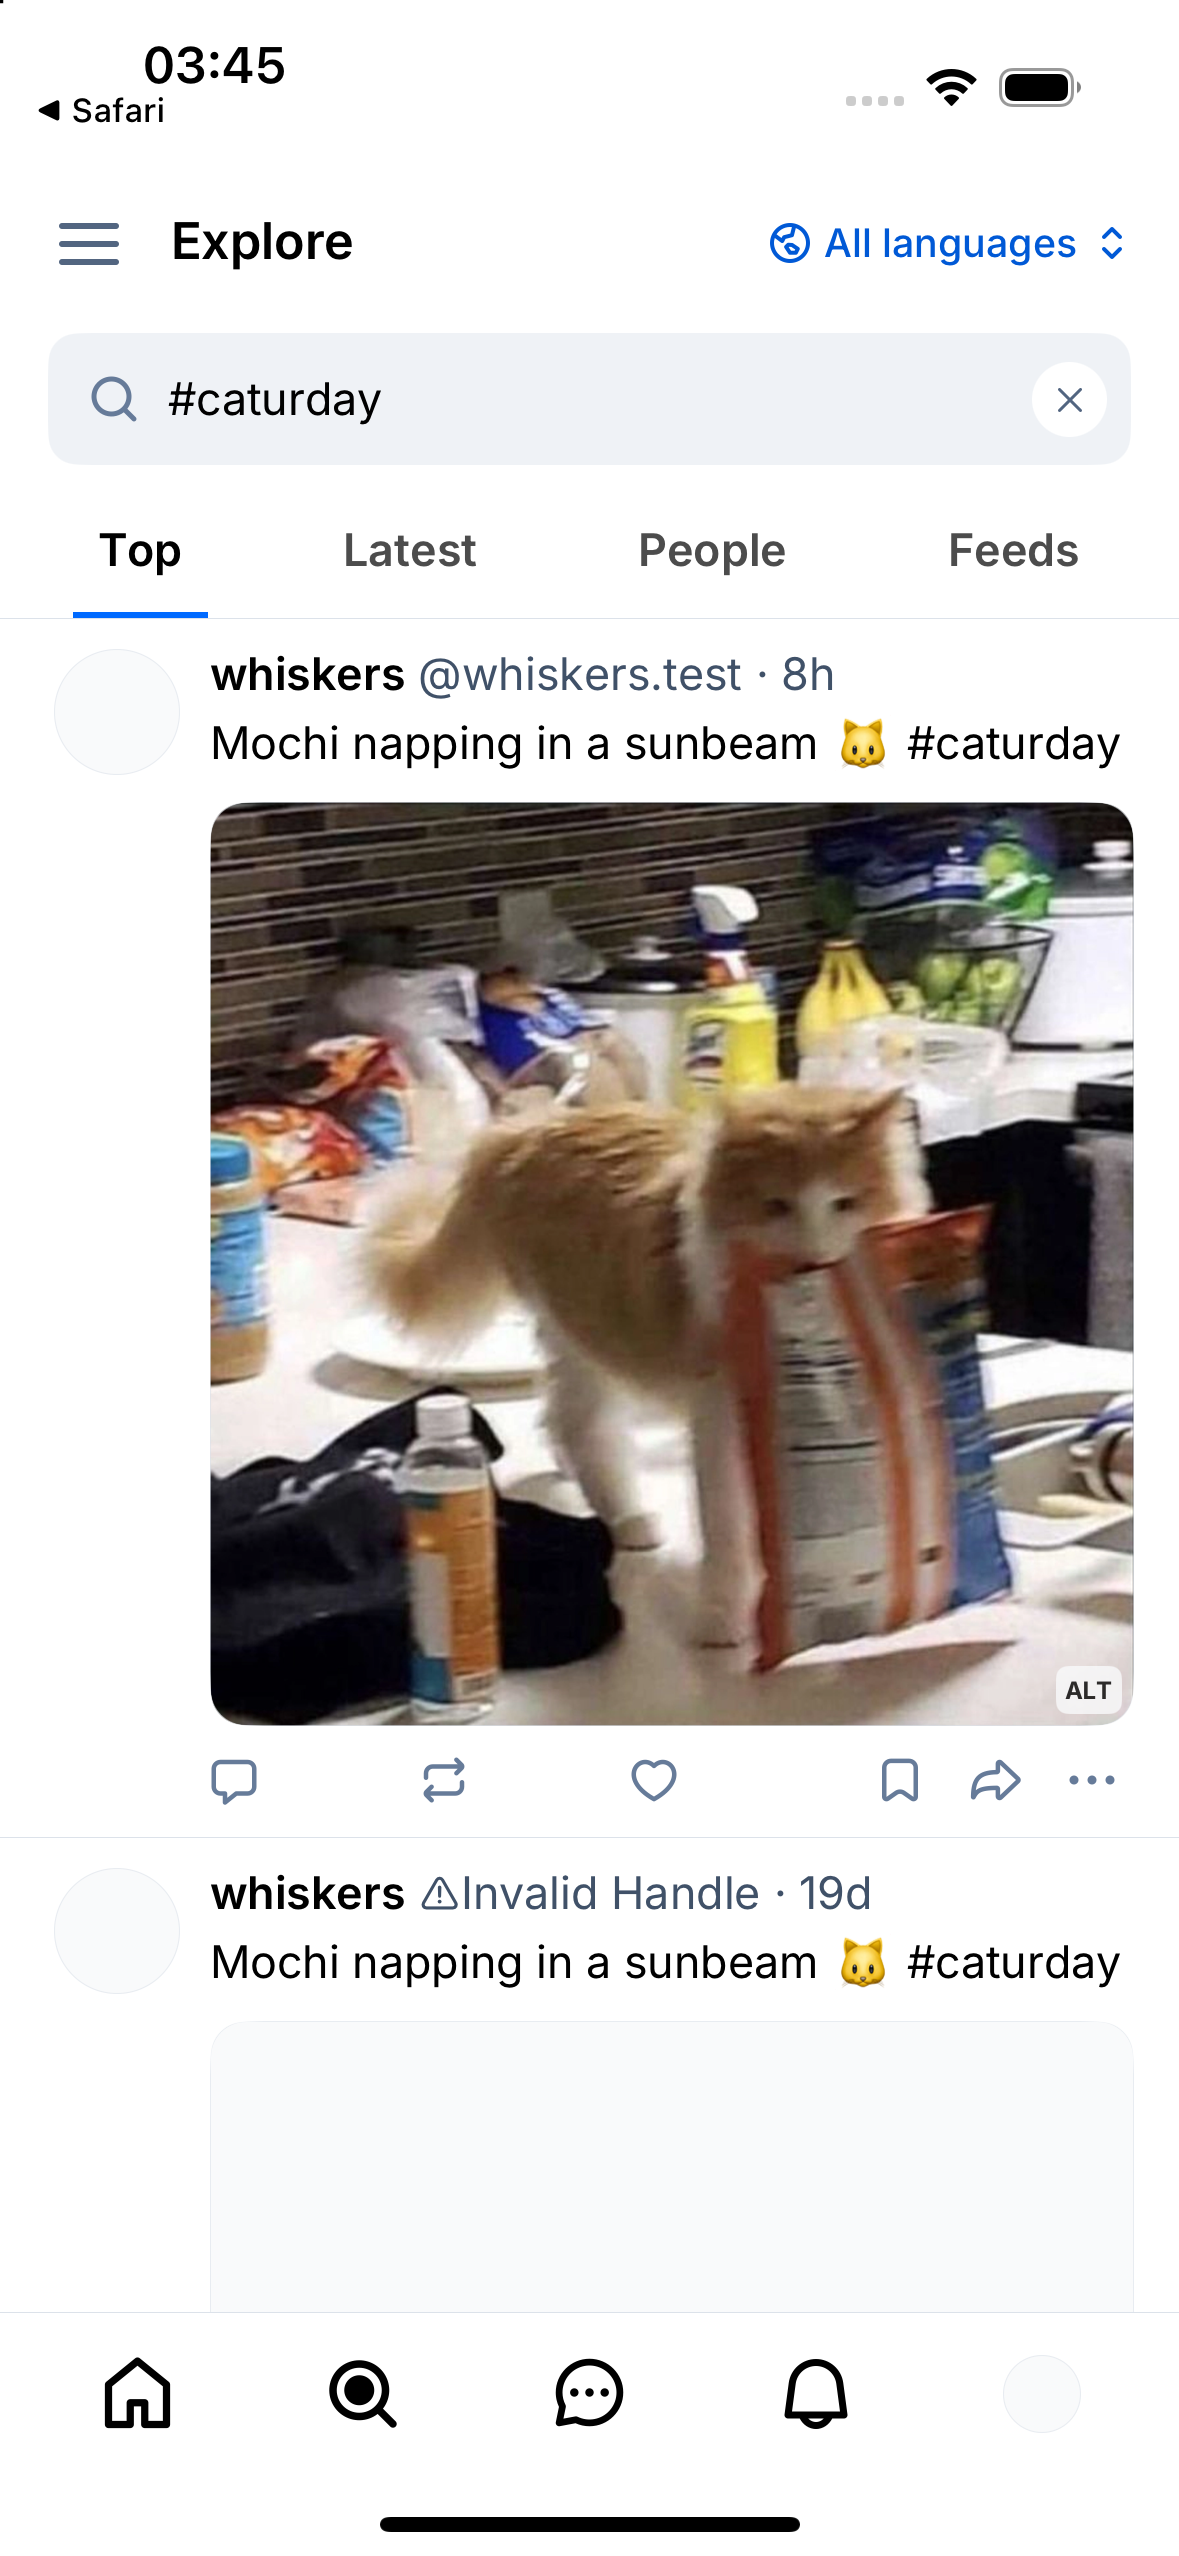 03:45
Safari
Explore
All languages
#caturday
Top Latest People Feeds
whiskers @whiskers.test · 8h
Mochi napping in a sunbeam 🐱 #caturday
ALT
whiskers ⚠Invalid Handle · 19d
Mochi napping in a sunbeam 🐱 #caturday